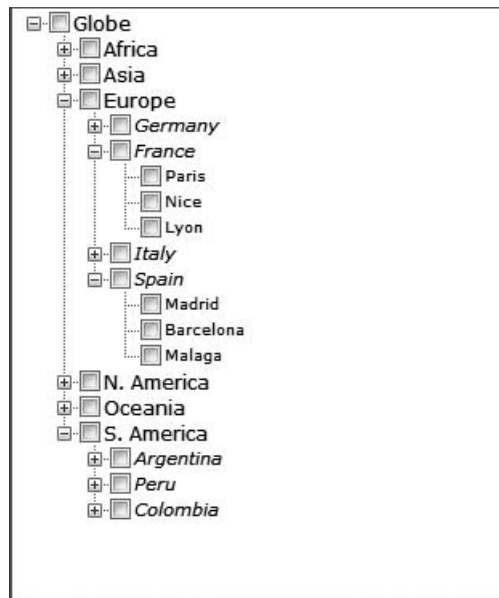 Globe
Africa
Asia
Europe
Germany
France
Paris
Nice
Lyon
Italy
Spain
Madrid
Barcelona
Malaga
N. America
Oceania
S. America
Argentina
Peru
Colombia